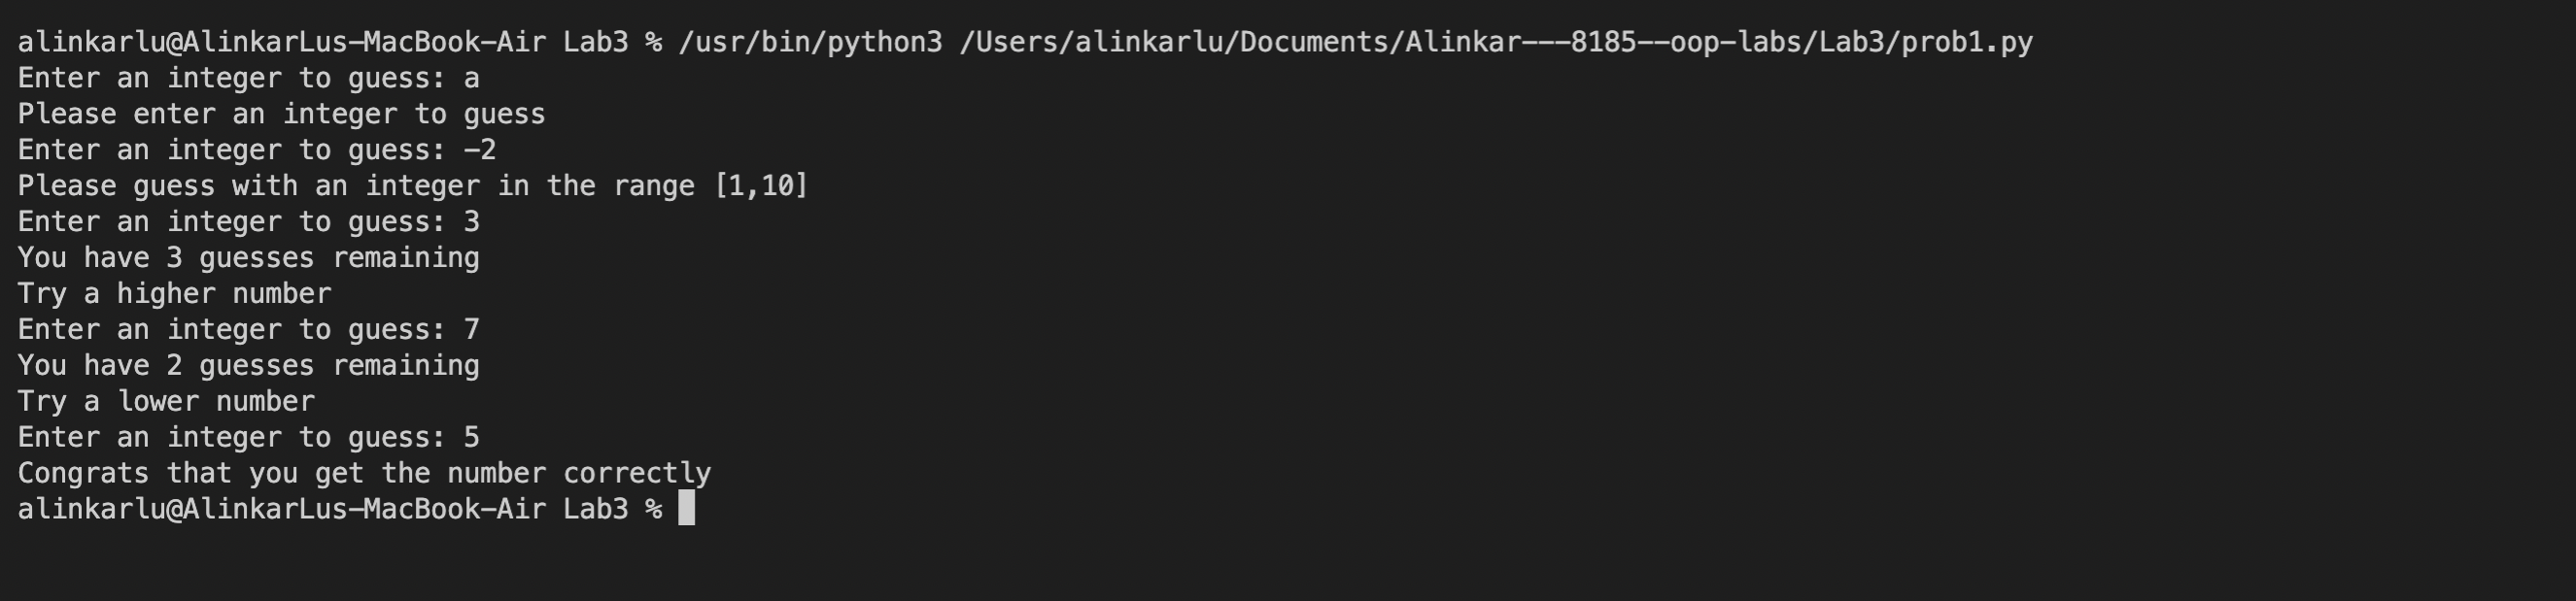 alinkarlu@AlinkarLus-MacBook-Air Lab3 % /usr/bin/python3 /Users/alinkarlu/Documents/Alinkar---8185--oop-labs/Lab3/prob1.py
Enter an integer to guess: a
Please enter an integer to guess
Enter an integer to guess: -2
Please guess with an integer in the range [1,10]
Enter an integer to guess: 3
You have 3 guesses remaining
Try a higher number
Enter an integer to guess: 7
You have 2 guesses remaining
Try a lower number
Enter an integer to guess: 5
Congrats that you get the number correctly
alinkarlu@AlinkarLus-MacBook-Air Lab3 %